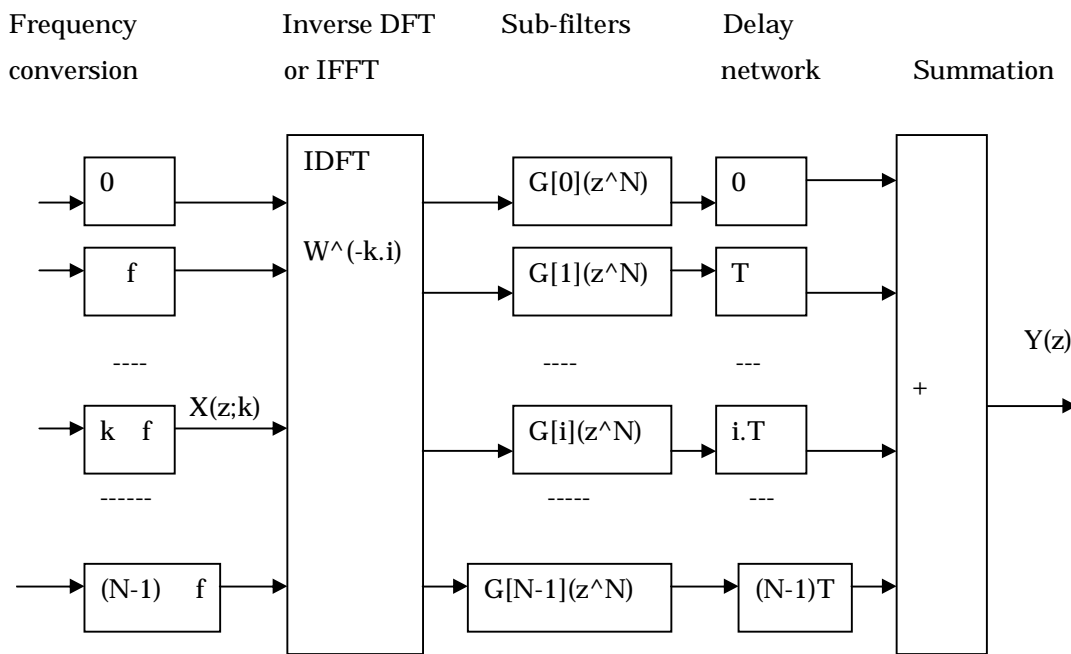 Frequency conversion
Inverse DFT or IFFT
Sub-filters
Delay network
Summation
0
IDFT
G[0](z^N)
0
W^(-k.i)
f
G[1](z^N)
T
----
----
---
Y(z)
+
k f
X(z;k)
G[i](z^N)
i.T
------
-----
---
(N-1) f
G[N-1](z^N)
(N-1)T